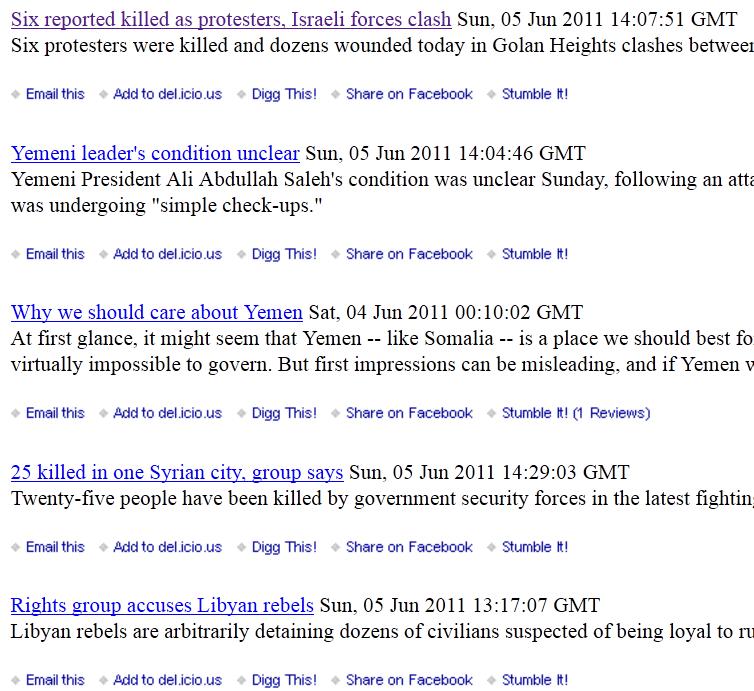 Six reported killed as protesters, Israeli forces clash Sun, 05 Jun 2011 14:07:51 GMT
Six protesters were killed and dozens wounded today in Golan Heights clashes between
Email this Add to del.icio.us Digg This! Share on Facebook Stumble It!
Yemeni leader's condition unclear Sun, 05 Jun 2011 14:04:46 GMT
Yemeni President Ali Abdullah Saleh's condition was unclear Sunday, following an
was undergoing "simple check-ups."
Email this Add to del.icio.us Digg This! Share on Facebook Stumble It!
Why we should care about Yemen Sat, 04 Jun 2011 00:10:02 GMT
At first glance, it might seem that Yemen -- like Somalia -- is a place we should best
virtually impossible to govern. But first impressions can be misleading, and if Yemen
Email this Add to del.icio.us Digg This! Share on Facebook Stumble It! (1 Reviews)
25 killed in one Syrian city, group says Sun, 05 Jun 2011 14:29:03 GMT
Twenty-five people have been killed by government security forces in the latest fighting
Email this Add to del.icio.us Digg This! Share on Facebook Stumble It!
Rights group accuses Libyan rebels Sun, 05 Jun 2011 13:17:07 GMT
Libyan rebels are arbitrarily detaining dozens of civilians suspected of being loyal to
Email this Add to del.icio.us Digg This! Share on Facebook Stumble It!